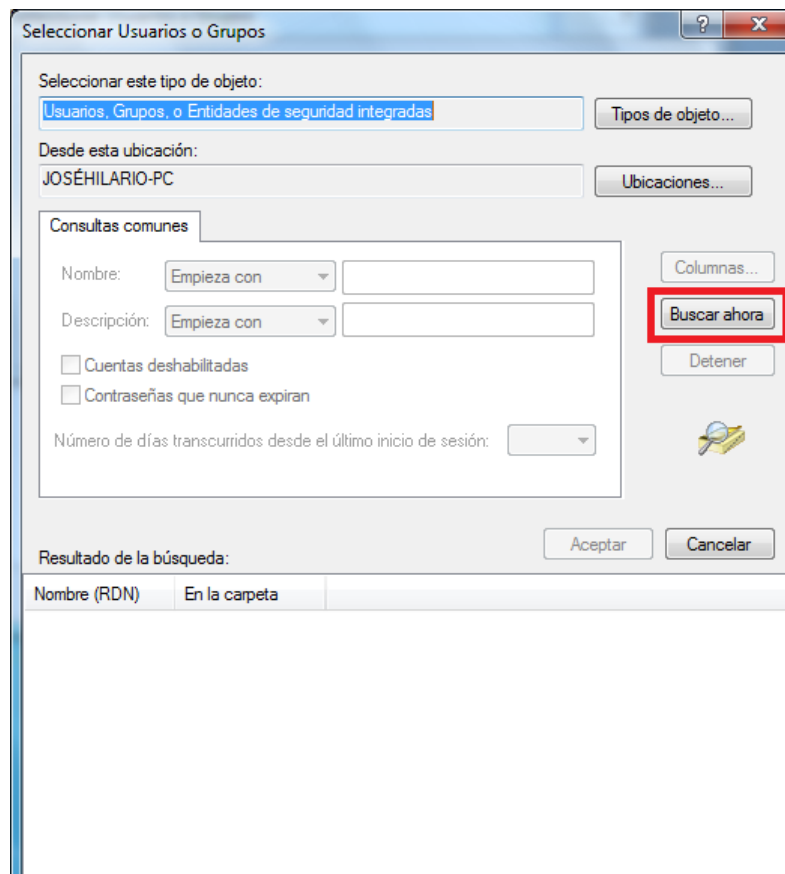 Seleccionar Usuarios o Grupos
?
Seleccionar este tipo de objeto:
Usuarios, Grupos, o Entidades de seguridad integradas
Tipos de objeto...
Desde esta ubicación:
JOSÉHILARIO-PC
Ubicaciones...
Consultas comunes
Nombre: Empieza con
Columnas...
Descripción: Empieza con
Buscar ahora
Cuentas deshabilitadas
Detener
Contraseñas que nunca expiran
Número de días transcurridos desde el último inicio de sesión:
Aceptar
Cancelar
Resultado de la búsqueda:
Nombre (RDN) En la carpeta